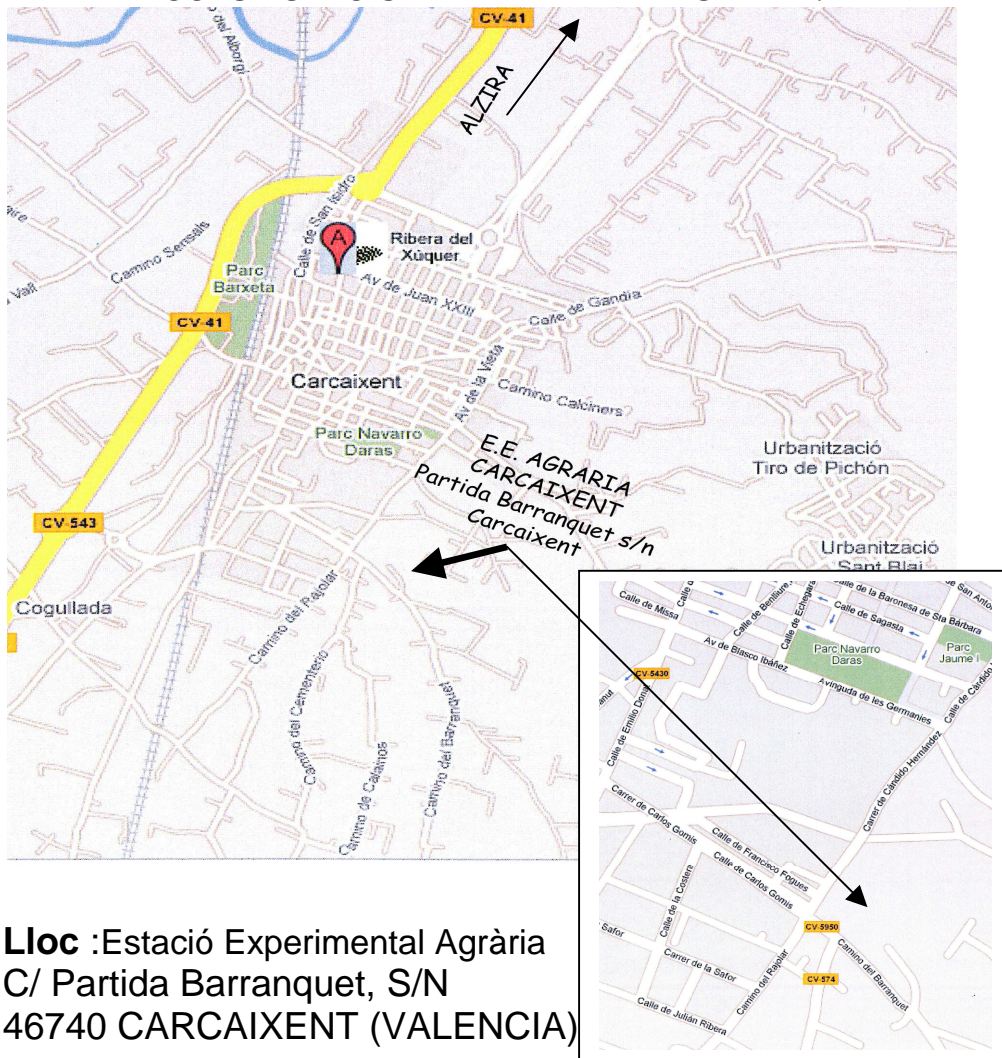 CV-41
ALZIRA
Calle de San Isidro
A
Ribera del
Xúquer
Camino Sensals
Parc
Barxeta
Av de Juan XXIII
Calle de Gandia
CV-41
Carcaixent
Av de la Vieta
Camino Calciners
Parc Navarro
Daras
E.E. AGRARIA
CARCAIXENT
Partida Barranquet s/n
Carcaixent
Urbanització
Tiro de Pichón
CV-543
Urbanització
Sant Blai
Cogullada
Camino del Rajolar
Camino del Cementerio
Camino de Calainos
Camino del Barranquet
Calle de Missa
Calle de Echegaray
Calle de la Baronesa de Sta Bárbara
Calle de Sagasta
Av de Blasco Ibáñez
Parc Navarro
Daras
Parc
Jaume I
CV-5430
Avinguda de les Germanies
Calle de Cándido
Calle de Emilio Donat
Carrer de Cándido Hernández
Carrer de Carlos Gomis
Calle de Francisco Fogues
Calle de Carlos Gomis
Calle de la Costera
CV-5950
Safor
Carrer de la Safor
Camino del Rajolar
CV-574
Camino del Barranquet
Calle de Julián Ribera
Lloc :Estació Experimental Agrària
C/ Partida Barranquet, S/N
46740 CARCAIXENT (VALENCIA)